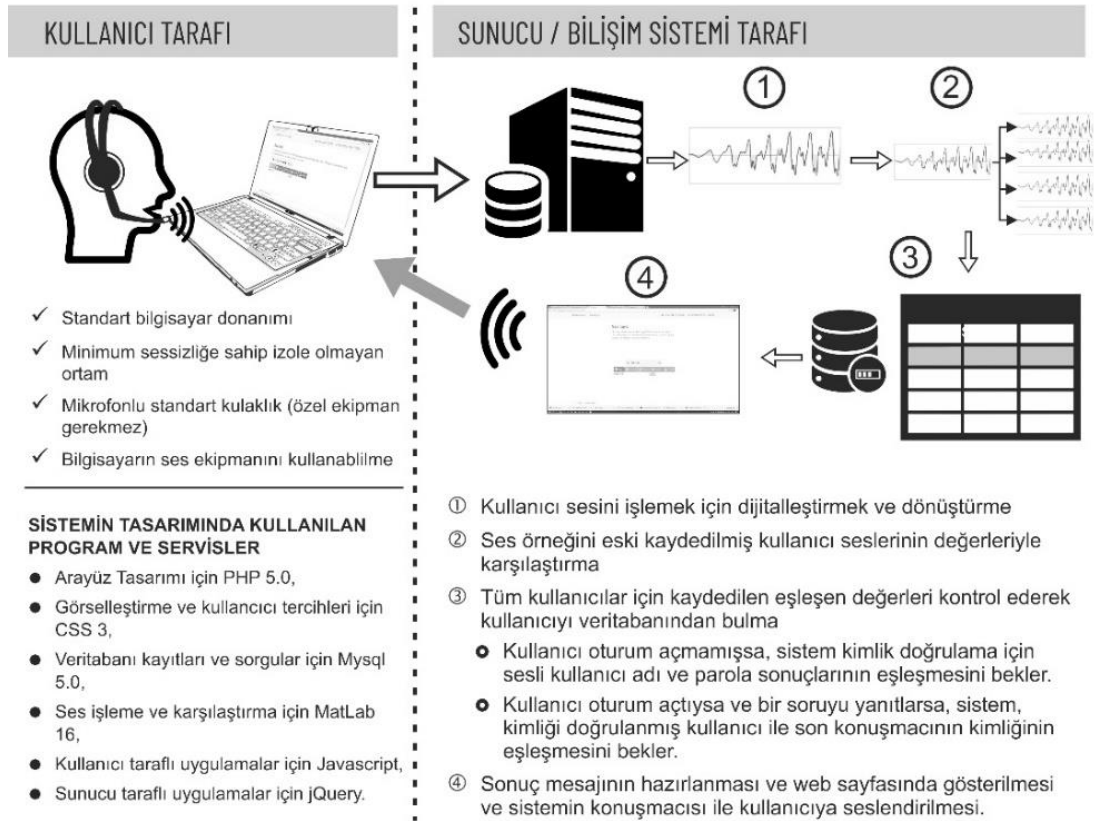 KULLANICI TARAFI
✓ Standart bilgisayar donanımı
✓ Minimum sessizliğe sahip izole olmayan
ortam
✓ Mikrofonlu standart kulaklık (özel ekipman
gerekmez)
✓ Bilgisayarın ses ekipmanını kullanablilme
SİSTEMİN TASARIMINDA KULLANILAN
PROGRAM VE SERVİSLER
● Arayüz Tasarımı için PHP 5.0,
● Görselleştirme ve kullancıcı tercihleri için
CSS 3,
● Veritabanı kayıtları ve sorgular için Mysql
5.0,
● Ses işleme ve karşılaştırma için MatLab
16,
● Kullanıcı taraflı uygulamalar için Javascript,
● Sunucu taraflı uygulamalar için jQuery.
SUNUCU / BİLİŞİM SİSTEMİ TARAFI
1
2
3
4
① Kullanıcı sesini işlemek için dijitalleştirmek ve dönüştürme
② Ses örneğini eski kaydedilmiş kullanıcı seslerinin değerleriyle
karşılaştırma
③ Tüm kullanıcılar için kaydedilen eşleşen değerleri kontrol ederek
kullanıcıyı veritabanından bulma
Kullanıcı oturum açmamışsa, sistem kimlik doğrulama için
sesli kullanıcı adı ve parola sonuçlarının eşleşmesini bekler.
Kullanıcı oturum açtıysa ve bir soruyu yanıtlarsa, sistem,
kimliği doğrulanmış kullanıcı ile son konuşmacının kimliğinin
eşleşmesini bekler.
④ Sonuç mesajının hazırlanması ve web sayfasında gösterilmesi
ve sistemin konuşmacısı ile kullanıcıya seslendirilmesi.